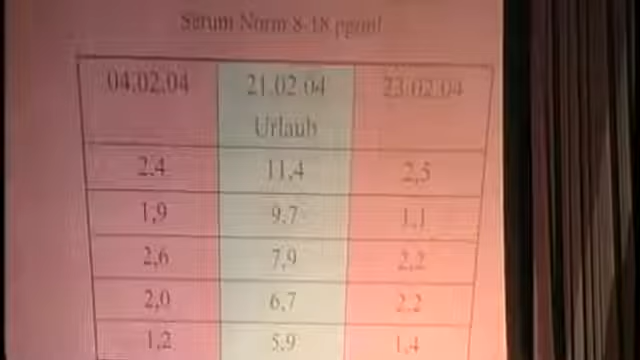 Serum Norm 8-18 pg/ml
04.02.04 21.02.04 23.02.04
Urlaub
2,4 11,4 2,5
1,9 9,7 1,1
2,6 7,9 2,2
2,0 6,7 2,2
1,2 5,9 1,4